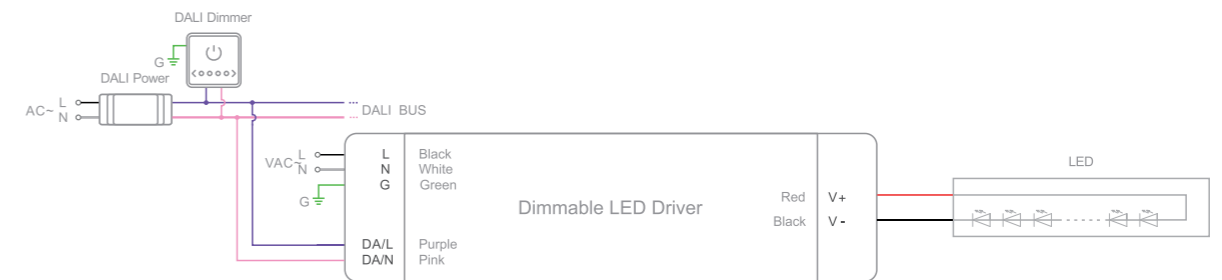 DALI Dimmer
G
DALI Power
AC~ L
N
... DALI BUS
...
VAC~ L
N
G
L Black
N White
G Green
DA/L Purple
DA/N Pink
Dimmable LED Driver
Red V+
Black V-
LED